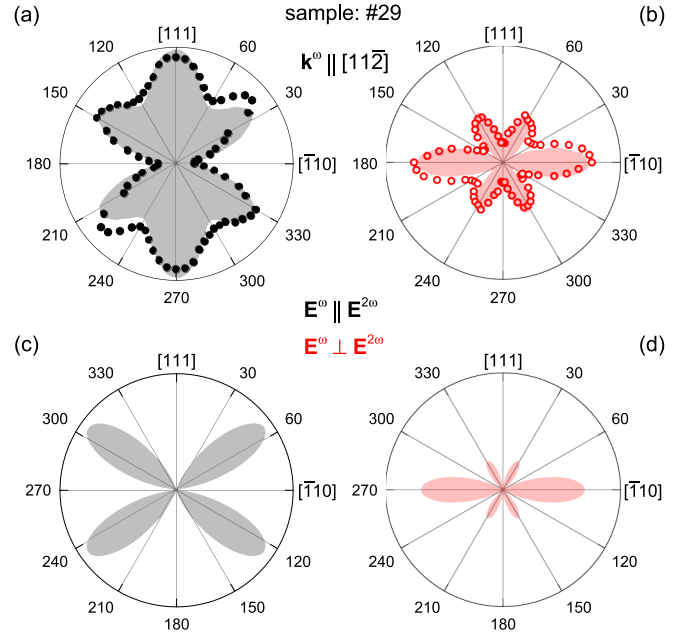 (a) sample: #29 (b)
[111] k^ω || [112̅] [111]
120 60 120 60
150 30 150 30
180 [1̅10] 180 [1̅10]
210 330 210 330
240 300 240 300
270 270
E^ω || E^2ω
(c) E^ω ⊥ E^2ω (d)
[111] [111]
330 30 330 30
300 60 300 60
270 [1̅10] 270 [1̅10]
240 120 240 120
210 150 210 150
180 180